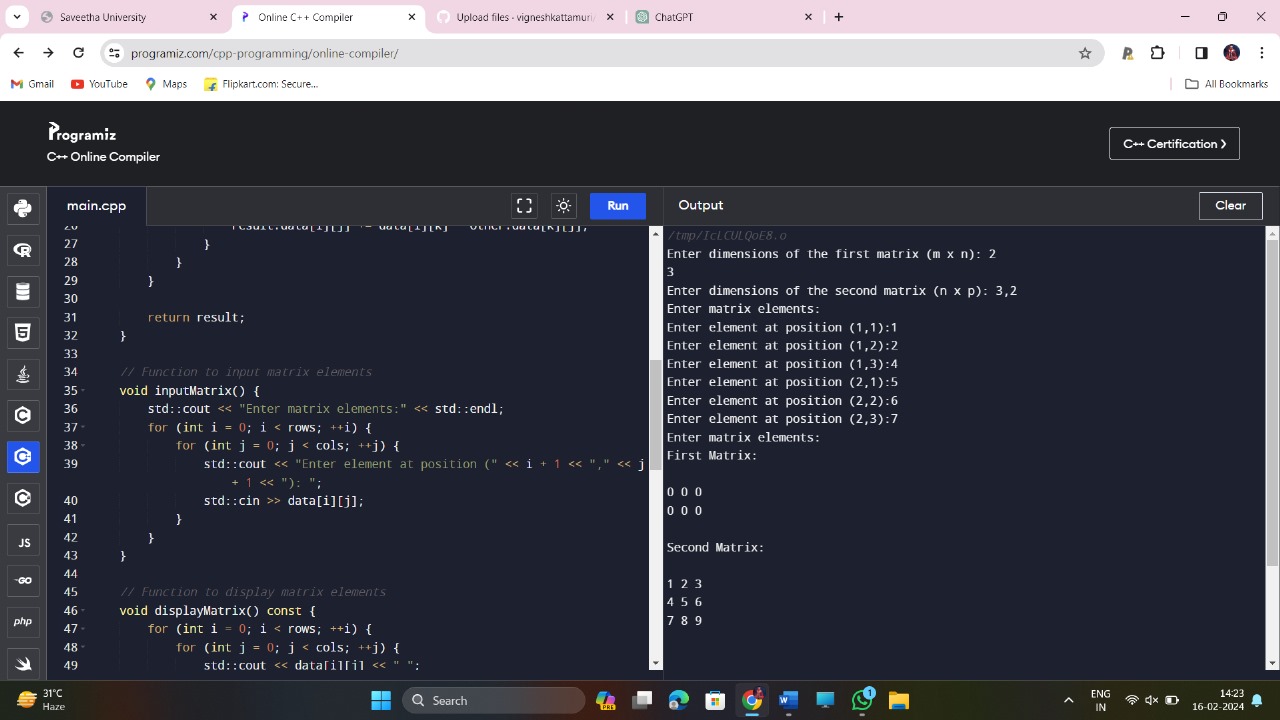 Saveetha University
Online C++ Compiler
Upload files · vigneshkattamuri
ChatGPT
programiz.com/cpp-programming/online-compiler/
Gmail
YouTube
Maps
Flipkart.com: Secure...
All Bookmarks
Programiz
C++ Online Compiler
C++ Certification >
main.cpp
Run
Output
Clear
26 result.data[i][j] += data[i][k] * other.data[k][j];
27 }
28 }
29 }
30
31 return result;
32 }
33
34 // Function to input matrix elements
35 void inputMatrix() {
36 std::cout << "Enter matrix elements:" << std::endl;
37 for (int i = 0; i < rows; ++i) {
38 for (int j = 0; j < cols; ++j) {
39 std::cout << "Enter element at position (" << i + 1 << "," << j
+ 1 << "): ";
40 std::cin >> data[i][j];
41 }
42 }
43 }
44
45 // Function to display matrix elements
46 void displayMatrix() const {
47 for (int i = 0; i < rows; ++i) {
48 for (int j = 0; j < cols; ++j) {
49 std::cout << data[i][j] << " ";
/tmp/IcLCULQoE8.o
Enter dimensions of the first matrix (m x n): 2
3
Enter dimensions of the second matrix (n x p): 3,2
Enter matrix elements:
Enter element at position (1,1):1
Enter element at position (1,2):2
Enter element at position (1,3):4
Enter element at position (2,1):5
Enter element at position (2,2):6
Enter element at position (2,3):7
Enter matrix elements:
First Matrix:
0 0 0
0 0 0
Second Matrix:
1 2 3
4 5 6
7 8 9
JS
GO
php
31°C
Haze
Search
PRE
1
ENG
IN
14:23
16-02-2024